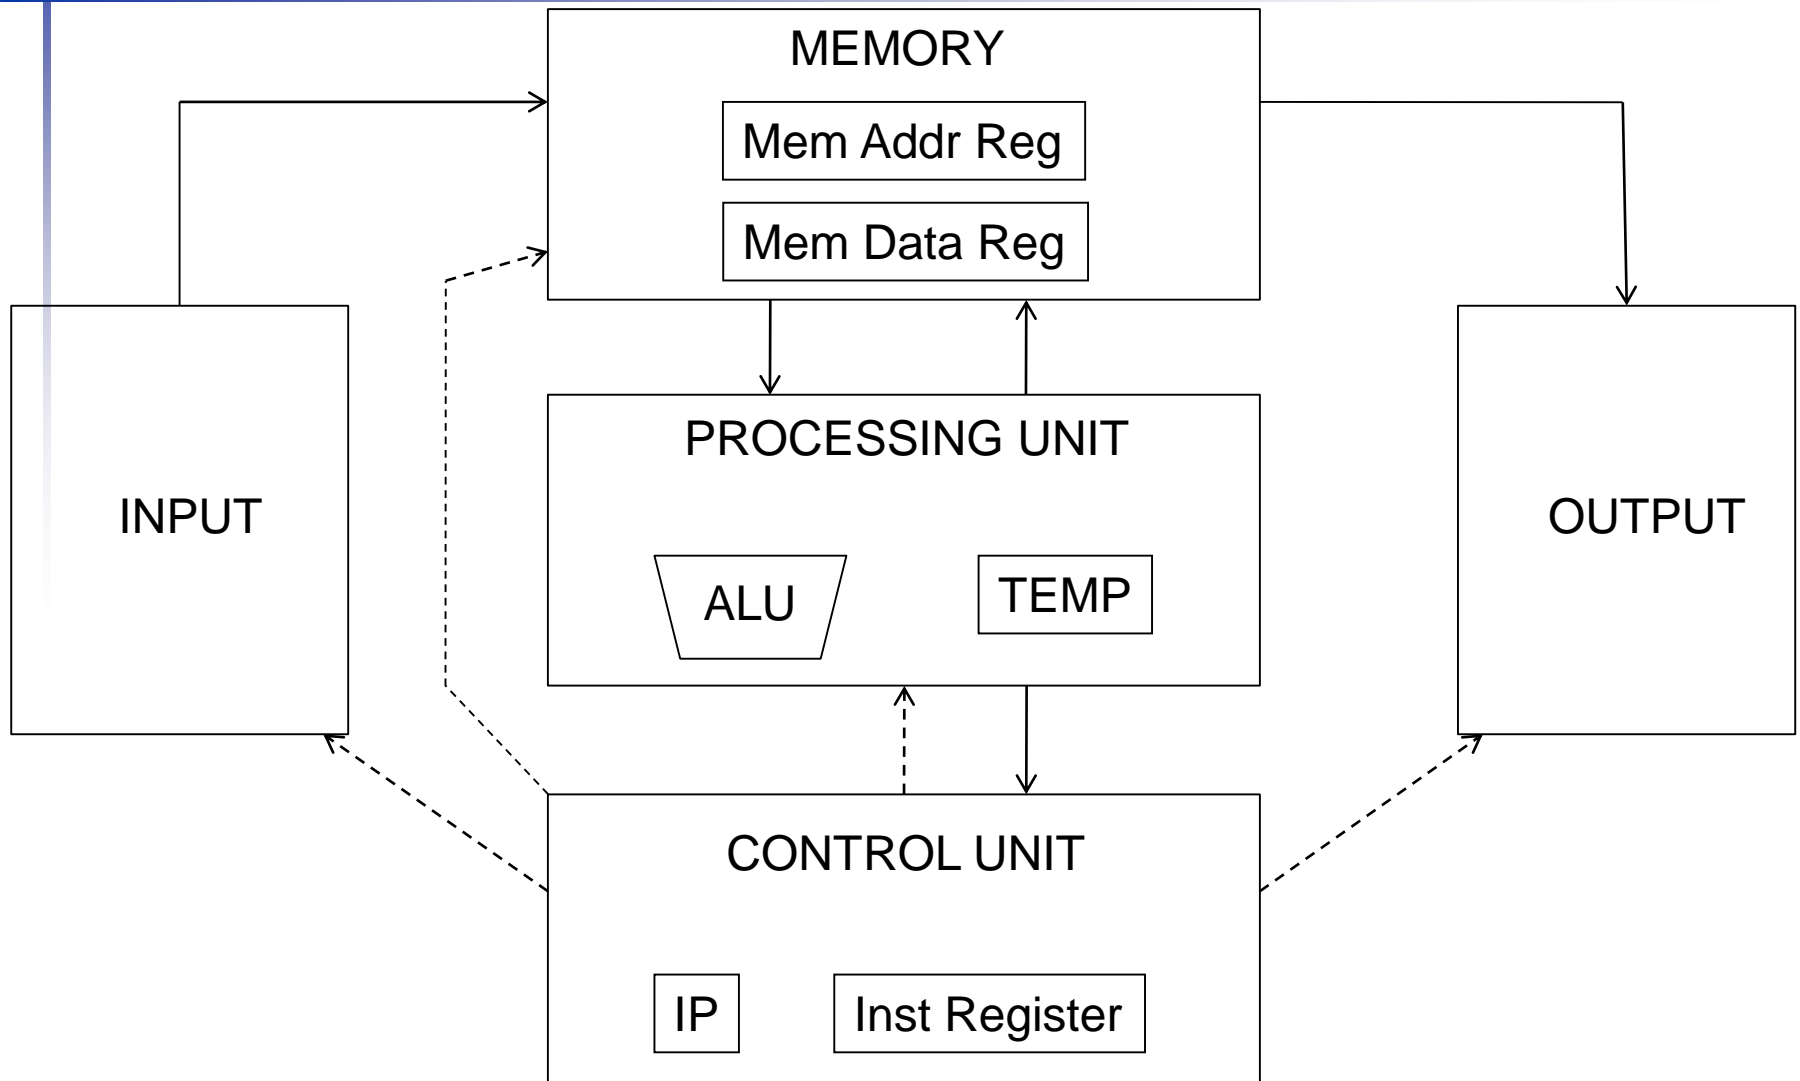 MEMORY
Mem Addr Reg
Mem Data Reg
PROCESSING UNIT
INPUT
OUTPUT
ALU
TEMP
CONTROL UNIT
IP
Inst Register